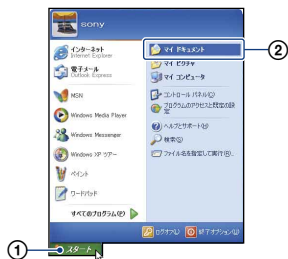 sony
インターネット
Internet Explorer
電子メール
Outlook Express
MSN
Windows Media Player
Windows Messenger
Windows XP ツアー
ペイント
ワードパッド
すべてのプログラム(P)
マイ ドキュメント
②
マイ ピクチャ
マイ コンピュータ
コントロール パネル(C)
プログラムのアクセスと既定の設
定
ヘルプとサポート(H)
検索(S)
ファイル名を指定して実行(R)...
ログオフ(L)
終了オプション(U)
①
スタート